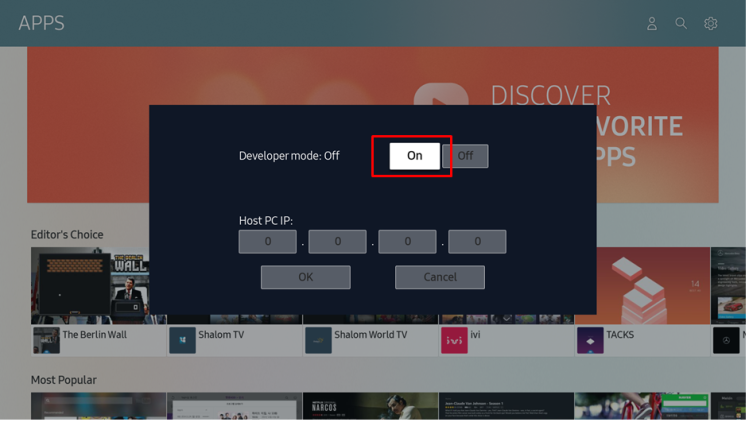 APPS
DISCOVER
VORITE
PPS
Developer mode: Off
On
Off
Host PC IP:
0 . 0 . 0 . 0
OK
Cancel
Editor's Choice
THE BERLIN
WALL
14
The Berlin Wall
Shalom TV
Shalom World TV
ivi
ivi
TACKS
Most Popular
NARCOS